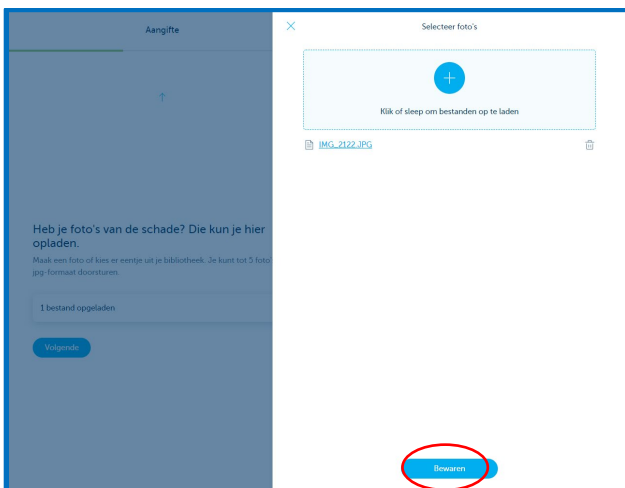 Aangifte
Heb je foto's van de schade? Die kun je hier
opladen.
Maak een foto of kies er eentje uit je bibliotheek. Je kunt tot 5 foto
jpg-formaat doorsturen.
1 bestand opgeladen
Volgende
Selecteer foto's
Klik of sleep om bestanden op te laden
IMG_2122.JPG
Bewaren